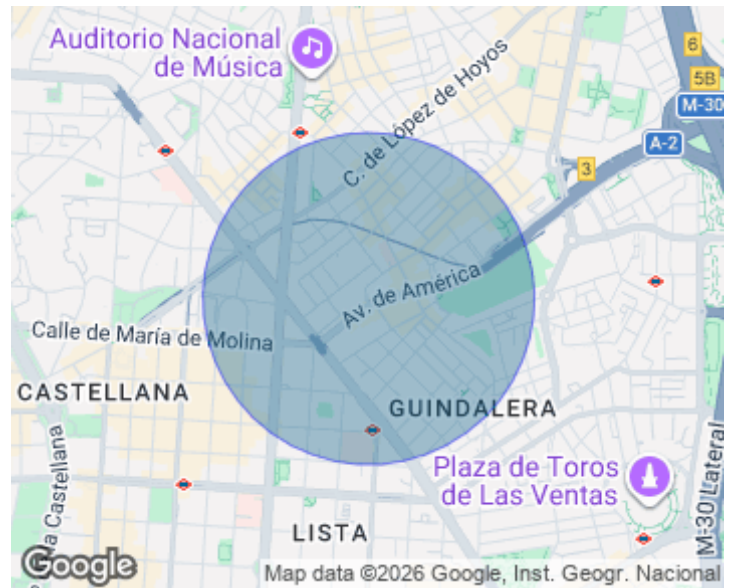 Auditorio Nacional
de Música
6
5B
M-30
C. de López de Hoyos
A-2
3
Av. de América
Calle de María de Molina
CASTELLANA
GUINDALERA
Plaza de Toros
de Las Ventas
M-30 Lateral
LISTA
Google
Map data ©2026 Google, Inst. Geogr. Nacional